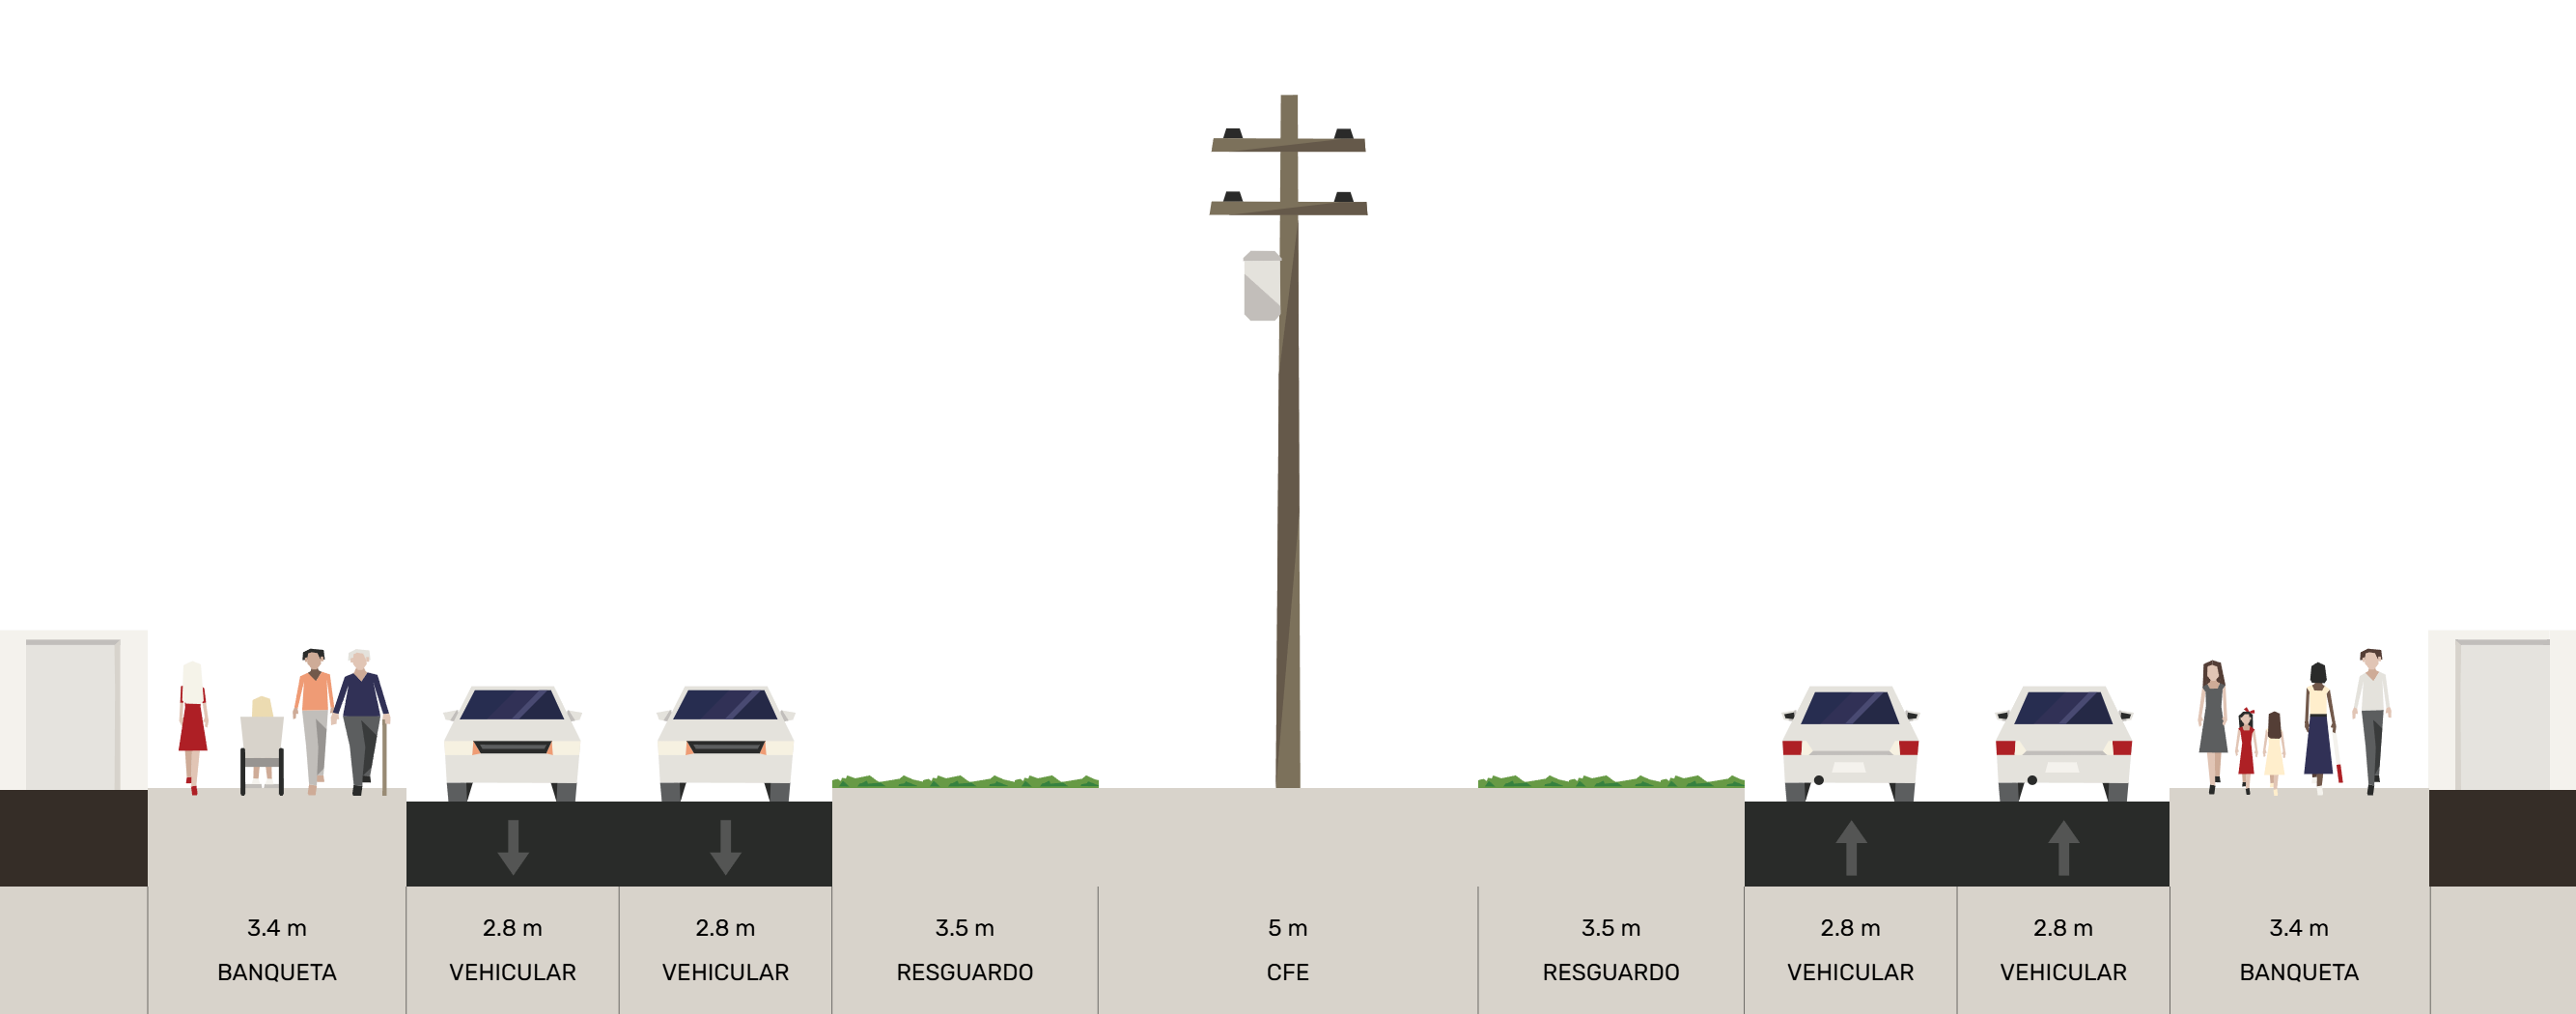 3.4 m
BANQUETA
2.8 m
VEHICULAR
2.8 m
VEHICULAR
3.5 m
RESGUARDO
5 m
CFE
3.5 m
RESGUARDO
2.8 m
VEHICULAR
2.8 m
VEHICULAR
3.4 m
BANQUETA